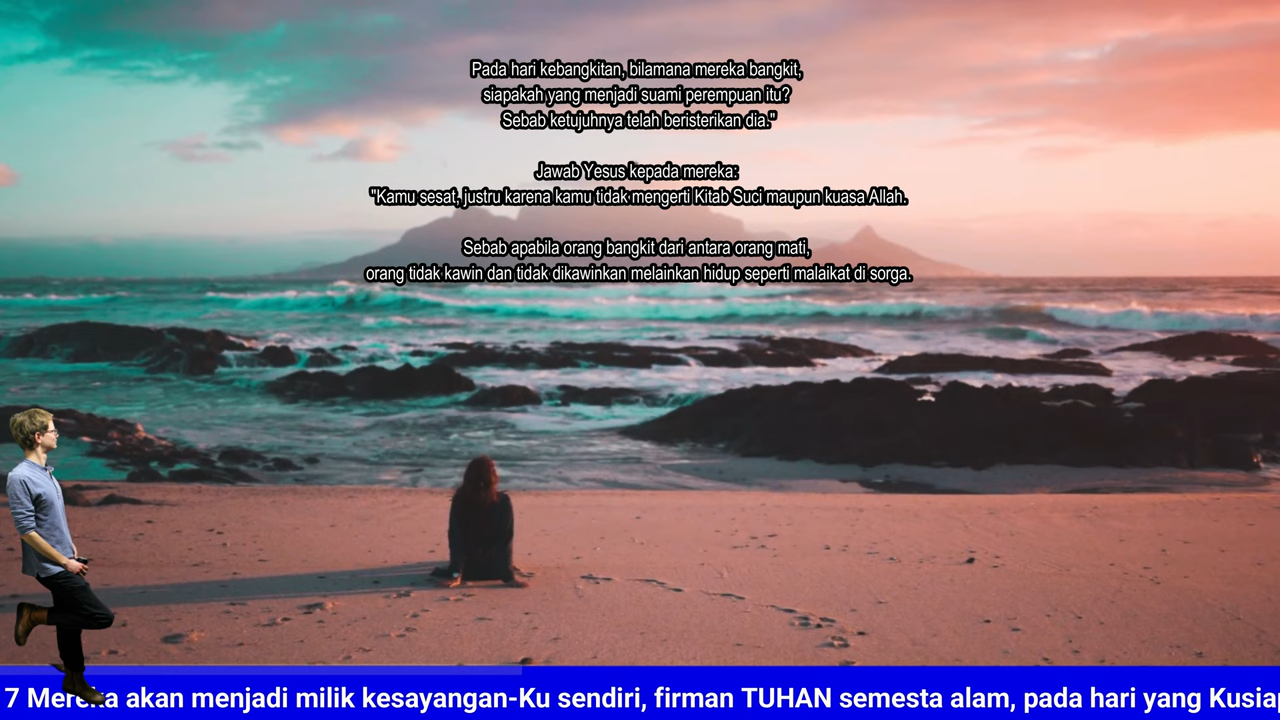 Pada hari kebangkitan, bilamana mereka bangkit,
siapakah yang menjadi suami perempuan itu?
Sebab ketujuhnya telah beristerikan dia."
Jawab Yesus kepada mereka:
"Kamu sesat, justru karena kamu tidak mengerti Kitab Suci maupun kuasa Allah.
Sebab apabila orang bangkit dari antara orang mati,
orang tidak kawin dan tidak dikawinkan melainkan hidup seperti malaikat di sorga.
7 Mereka akan menjadi milik kesayangan-Ku sendiri, firman TUHAN semesta alam, pada hari yang